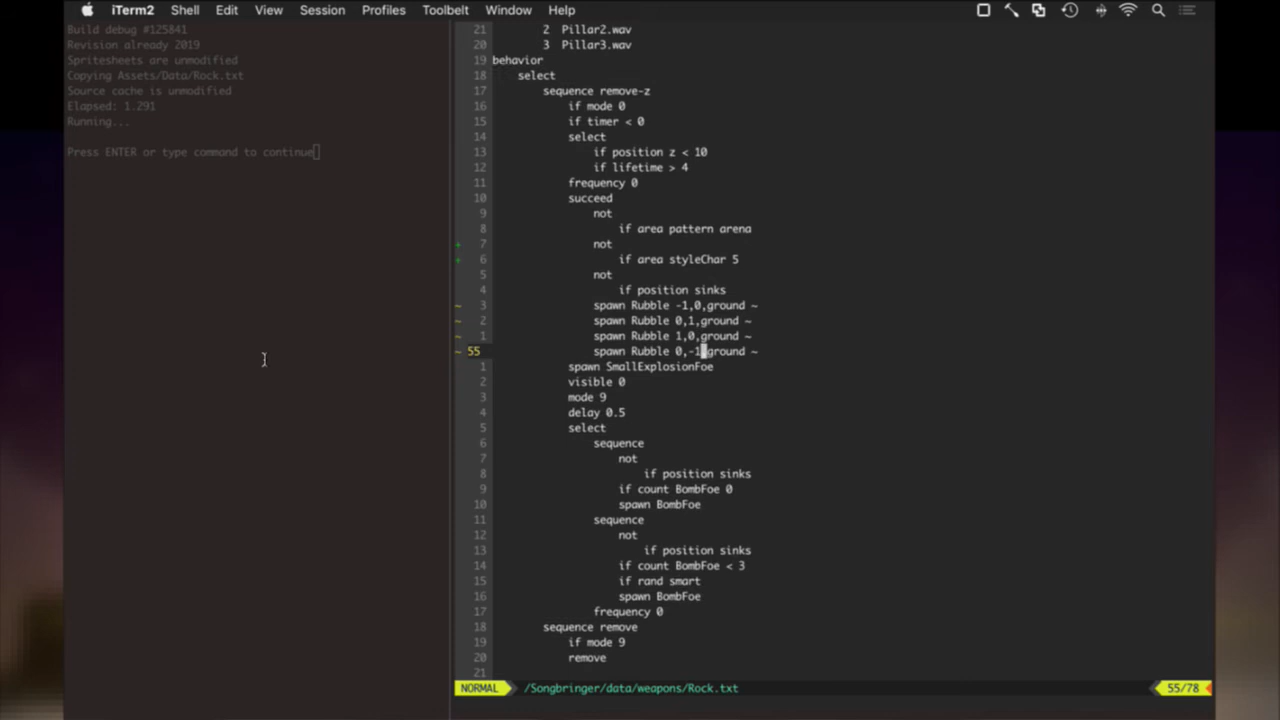 iTerm2 Shell Edit View Session Profiles Toolbelt Window Help
Build debug #125841
Revision already 2019
Spritesheets are unmodified
Copying Assets/Data/Rock.txt
Source cache is unmodified
Elapsed: 1.291
Running...
Press ENTER or type command to continue
21 2 Pillar2.wav
20 3 Pillar3.wav
19 behavior
18 select
17 sequence remove-z
16 if mode 0
15 if timer < 0
14 select
13 if position z < 10
12 if lifetime > 4
11 frequency 0
10 succeed
9 not
8 if area pattern arena
+ 7 not
+ 6 if area styleChar 5
5 not
4 if position sinks
~ 3 spawn Rubble -1,0,ground ~
~ 2 spawn Rubble 0,1,ground ~
~ 1 spawn Rubble 1,0,ground ~
~ 55 spawn Rubble 0,-1,ground ~
1 spawn SmallExplosionFoe
2 visible 0
3 mode 9
4 delay 0.5
5 select
6 sequence
7 not
8 if position sinks
9 if count BombFoe 0
10 spawn BombFoe
11 sequence
12 not
13 if position sinks
14 if count BombFoe < 3
15 if rand smart
16 spawn BombFoe
17 frequency 0
18 sequence remove
19 if mode 9
20 remove
21
NORMAL /Songbringer/data/weapons/Rock.txt 55/78